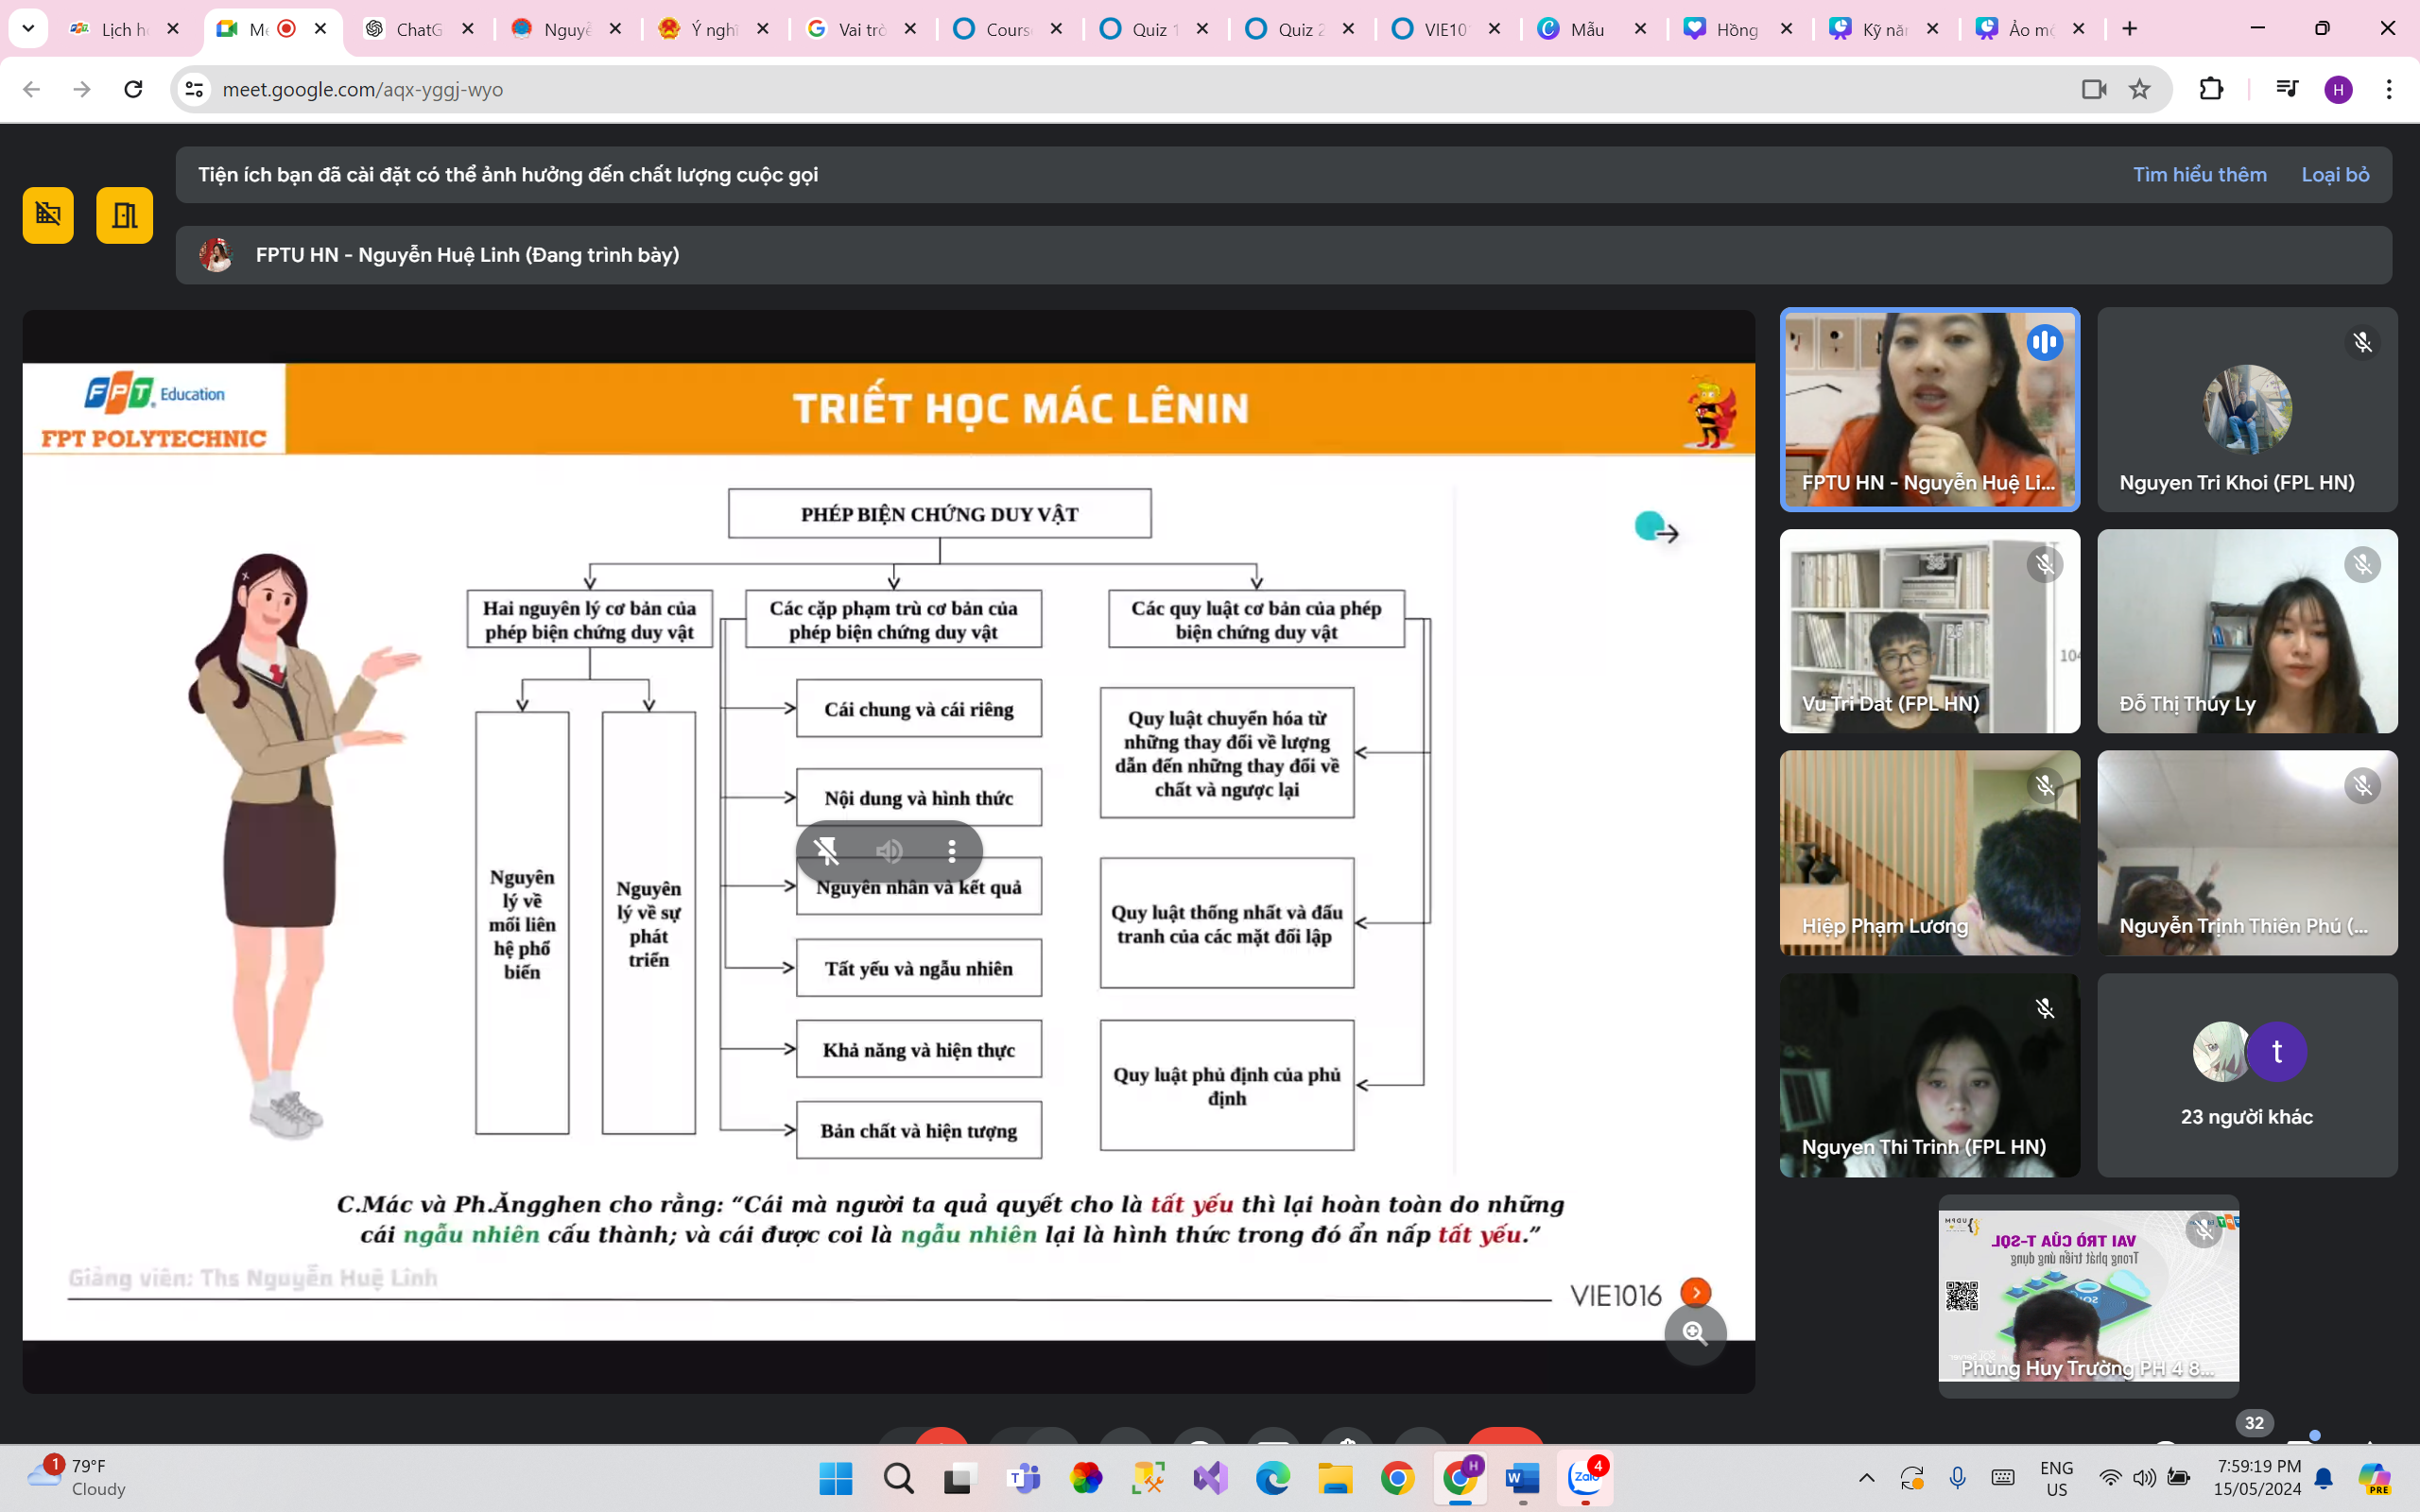 Lịch h
Me
ChatG
Nguyễ
Ý nghĩ
Vai trò
Cours
Quiz 1
Quiz 2
VIE10
Mẫu
Hồng
Kỹ năn
Ảo mộ
meet.google.com/aqx-yggj-wyo
H
Tiện ích bạn đã cài đặt có thể ảnh hưởng đến chất lượng cuộc gọi
Tìm hiểu thêm
Loại bỏ
FPTU HN - Nguyễn Huệ Linh (Đang trình bày)
FPT Education
FPT POLYTECHNIC
TRIẾT HỌC MÁC LÊNIN
PHÉP BIỆN CHỨNG DUY VẬT
Hai nguyên lý cơ bản của
phép biện chứng duy vật
Các cặp phạm trù cơ bản của
phép biện chứng duy vật
Các quy luật cơ bản của phép
biện chứng duy vật
Nguyên
lý về
mối liên
hệ phổ
biến
Nguyên
lý về sự
phát
triển
Cái chung và cái riêng
Nội dung và hình thức
Nguyên nhân và kết quả
Tất yếu và ngẫu nhiên
Khả năng và hiện thực
Bản chất và hiện tượng
Quy luật chuyển hóa từ
những thay đổi về lượng
dẫn đến những thay đổi về
chất và ngược lại
Quy luật thống nhất và đấu
tranh của các mặt đối lập
Quy luật phủ định của phủ
định
C.Mác và Ph.Ăngghen cho rằng: “Cái mà người ta quả quyết cho là tất yếu thì lại hoàn toàn do những
cái ngẫu nhiên cấu thành; và cái được coi là ngẫu nhiên lại là hình thức trong đó ẩn nấp tất yếu.”
Giảng viên: Ths Nguyễn Huệ Linh
VIE1016
FPTU HN - Nguyễn Huệ Li...
Nguyen Tri Khoi (FPL HN)
104
Vu Tri Dat (FPL HN)
Đỗ Thị Thúy Ly
Hiệp Phạm Lương
Nguyễn Trịnh Thiên Phú (...
Nguyen Thi Trinh (FPL HN)
t
23 người khác
VAI TRÒ CỦA T-SQL
Trong phát triển ứng dụng
Phùng Huy Trường PH 4 8...
32
1
79°F
Cloudy
H
4
Zalo
ENG
US
7:59:19 PM
15/05/2024
PRE